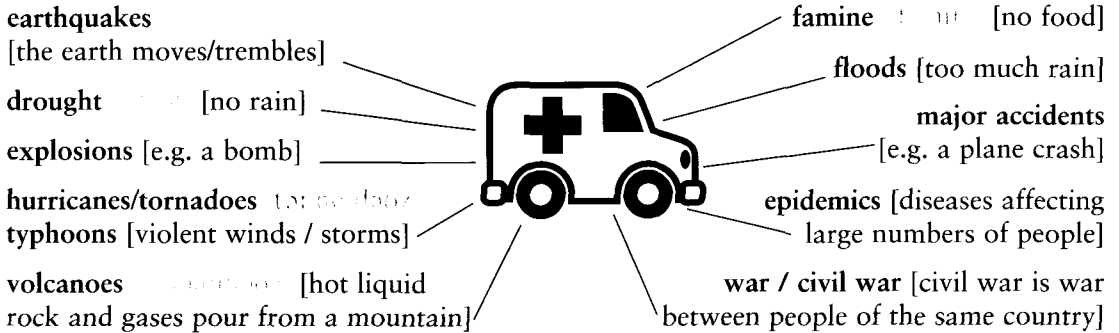 earthquakes
[the earth moves/trembles]
drought [no rain]
explosions [e.g. a bomb]
hurricanes/tornadoes
typhoons [violent winds / storms]
volcanoes [hot liquid
rock and gases pour from a mountain]
famine [no food]
floods [too much rain]
major accidents
[e.g. a plane crash]
epidemics [diseases affecting
large numbers of people]
war / civil war [civil war is war
between people of the same country]